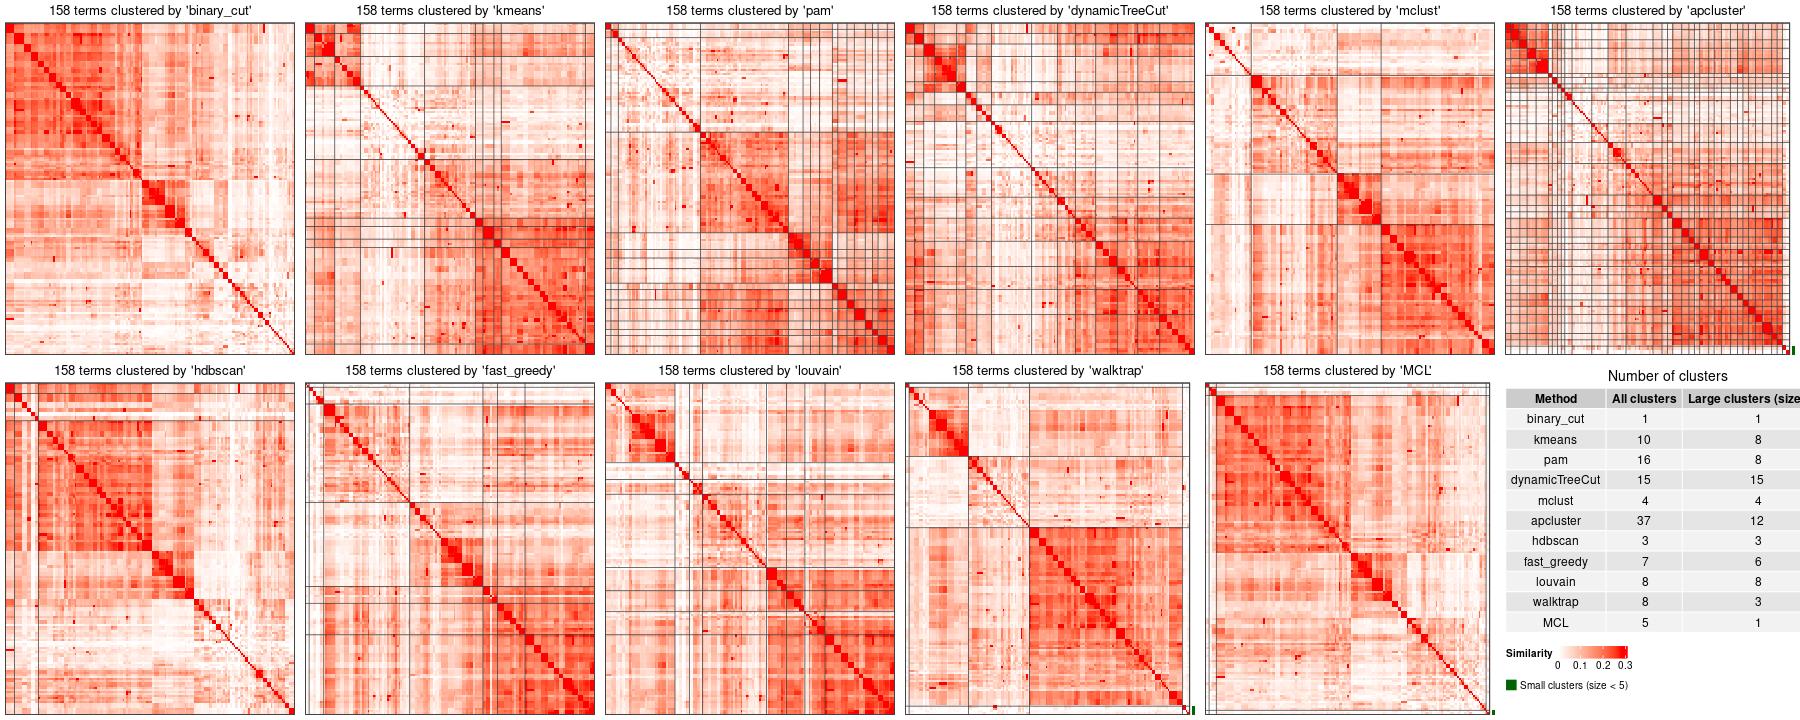 158 terms clustered by 'binary_cut'
158 terms clustered by 'kmeans'
158 terms clustered by 'pam'
158 terms clustered by 'dynamicTreeCut'
158 terms clustered by 'mclust'
158 terms clustered by 'apcluster'
158 terms clustered by 'hdbscan'
158 terms clustered by 'fast_greedy'
158 terms clustered by 'louvain'
158 terms clustered by 'walktrap'
158 terms clustered by 'MCL'
Number of clusters
Method All clusters Large clusters (size
binary_cut 1 1
kmeans 10 8
pam 16 8
dynamicTreeCut 15 15
mclust 4 4
apcluster 37 12
hdbscan 3 3
fast_greedy 7 6
louvain 8 8
walktrap 8 3
MCL 5 1
Similarity
0 0.1 0.2 0.3
Small clusters (size < 5)